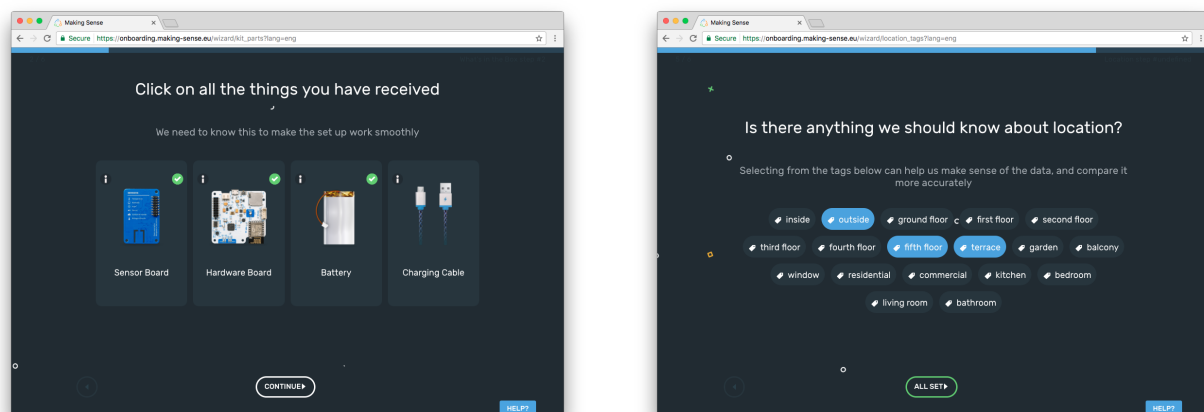 Making Sense
Secure https://onboarding.making-sense.eu/wizard/kit_parts?lang=eng
Click on all the things you have received
We need to know this to make the set up work smoothly
Sensor Board
Hardware Board
Battery
Charging Cable
CONTINUE
HELP?
Making Sense
Secure https://onboarding.making-sense.eu/wizard/location_tags?lang=eng
Is there anything we should know about location?
Selecting from the tags below can help us make sense of the data, and compare it
more accurately
inside outside ground floor first floor second floor
third floor fourth floor fifth floor terrace garden balcony
window residential commercial kitchen bedroom
living room bathroom
ALL SET
HELP?